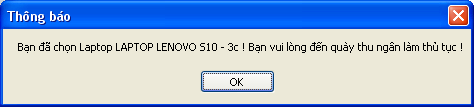 Thông báo
Bạn đã chọn Laptop LAPTOP LENOVO S10 - 3c ! Bạn vui lòng đến quầy thu ngân làm thủ tục !
OK